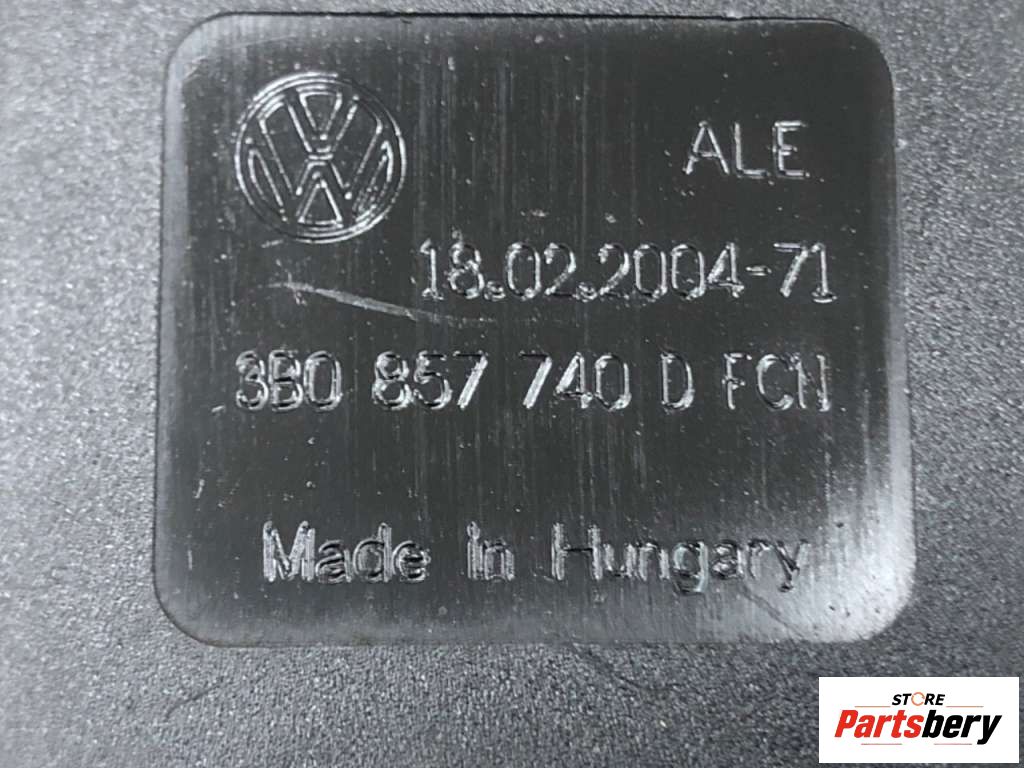 ALE
18.02.2004-71
3B0 857 740 D FCN
Made in Hungary
STORE
Partsbery